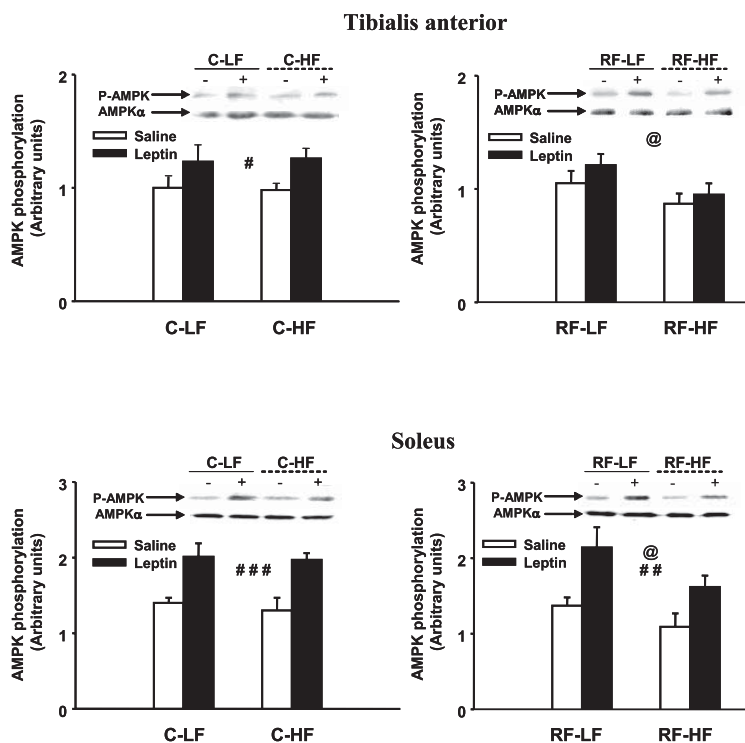 Tibialis anterior
C-LF C-HF
- + - +
P-AMPK
AMPKα
Saline
Leptin
#
AMPK phosphorylation
(Arbitrary units)
2
1
0
C-LF C-HF
RF-LF RF-HF
- + - +
P-AMPK
AMPKα
Saline
Leptin
@
AMPK phosphorylation
(Arbitrary units)
2
1
0
RF-LF RF-HF
Soleus
C-LF C-HF
- + - +
P-AMPK
AMPKα
Saline
Leptin
###
AMPK phosphorylation
(Arbitrary units)
3
2
1
0
C-LF C-HF
RF-LF RF-HF
- + - +
P-AMPK
AMPKα
Saline
Leptin
@
##
AMPK phosphorylation
(Arbitrary units)
3
2
1
0
RF-LF RF-HF